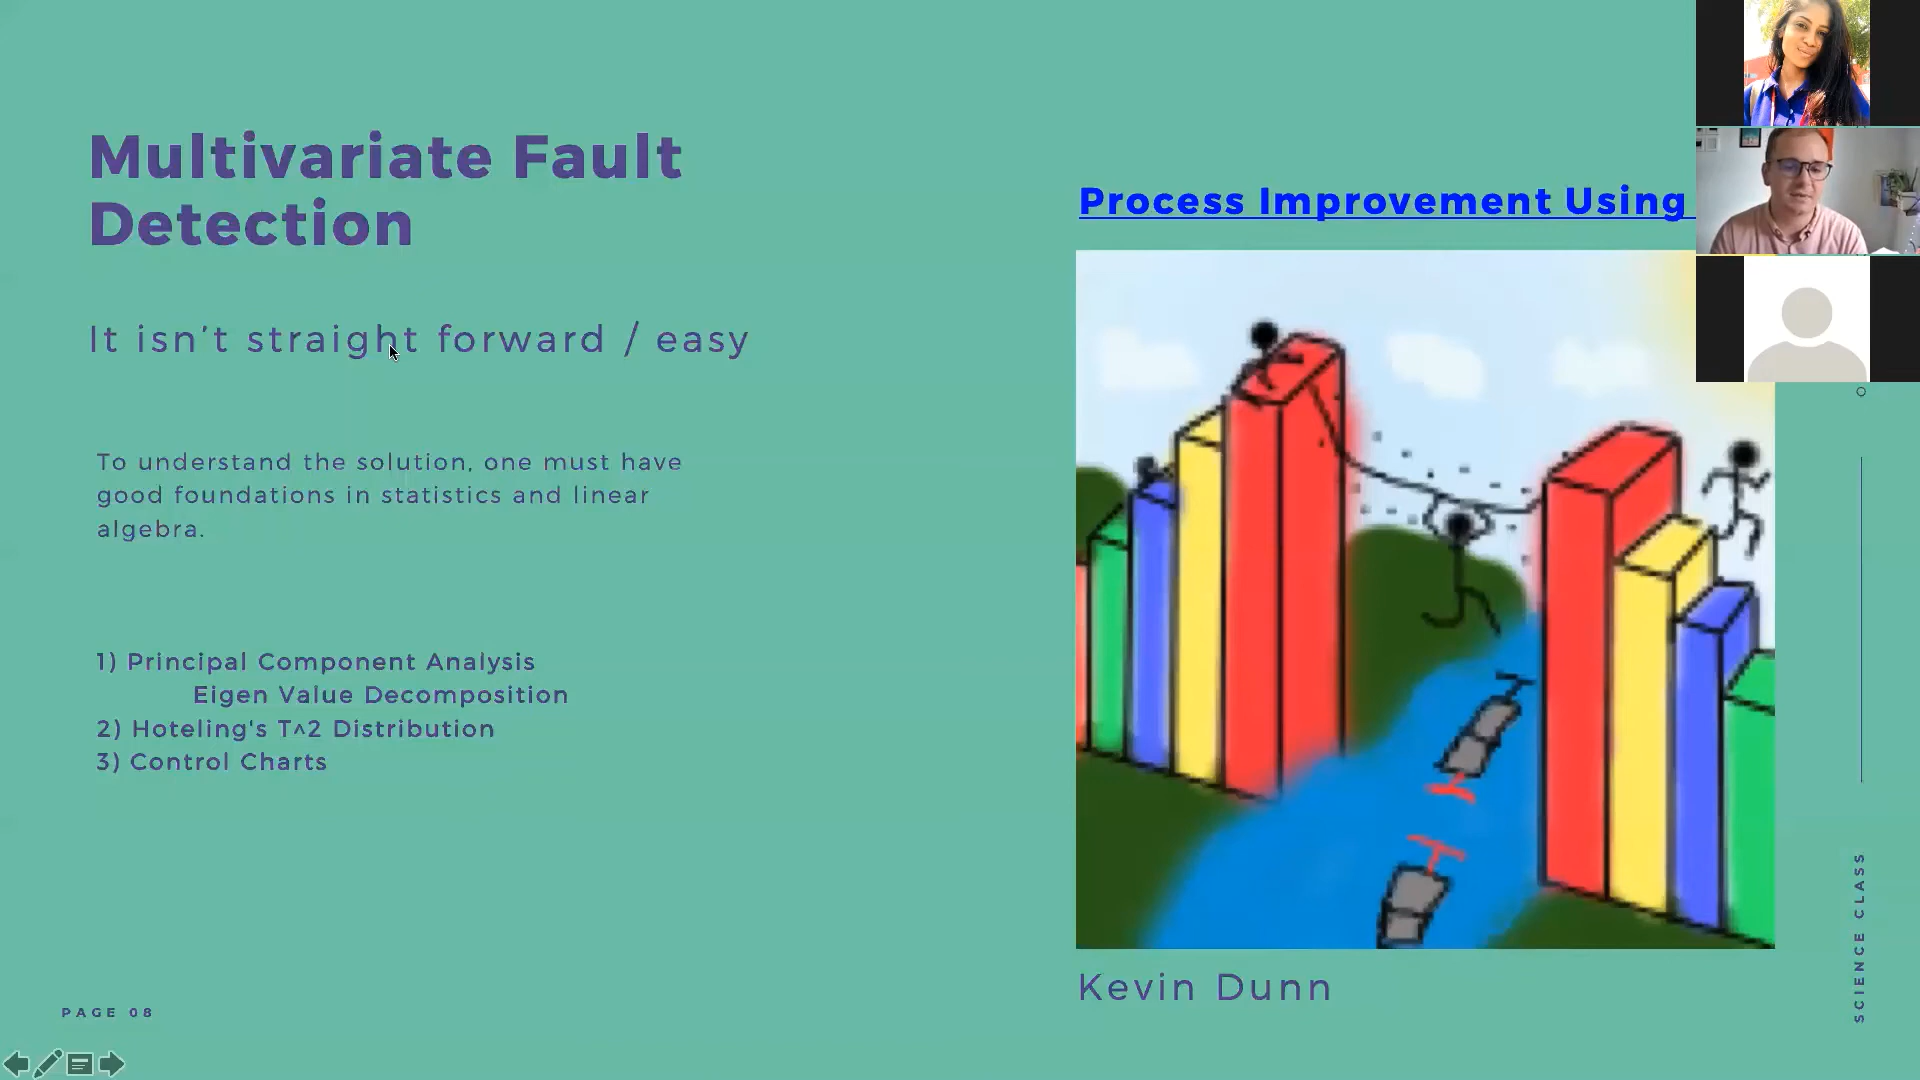 Multivariate Fault
Detection
It isn't straight forward / easy
To understand the solution, one must have
good foundations in statistics and linear
algebra.
1) Principal Component Analysis
Eigen Value Decomposition
2) Hoteling's T^2 Distribution
3) Control Charts
Process Improvement Using
Kevin Dunn
SCIENCE CLASS
PAGE 08